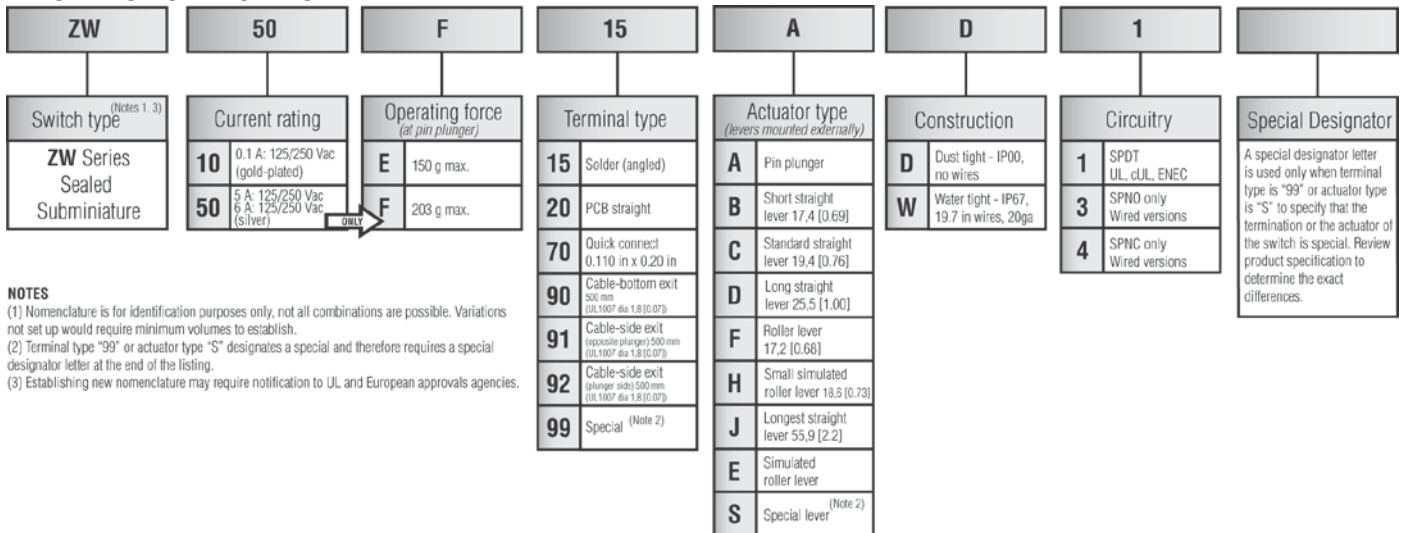 ZW
50
F
15
A
D
1
Switch type (Notes 1, 3)
ZW Series
Sealed
Subminiature
Current rating
10
0.1 A: 125/250 Vac
(gold-plated)
50
5 A: 125/250 Vac
6 A: 125/250 Vac
(silver)
ONLY
Operating force
(at pin plunger)
E
150 g max.
F
203 g max.
Terminal type
15
Solder (angled)
20
PCB straight
70
Quick connect
0.110 in x 0.20 in
90
Cable-bottom exit
500 mm
(UL1007 dia 1,8 [0.07])
91
Cable-side exit
(opposite plunger) 500 mm
(UL1007 dia 1,8 [0.07])
92
Cable-side exit
(plunger side) 500 mm
(UL1007 dia 1,8 [0.07])
99
Special (Note 2)
Actuator type
(levers mounted externally)
A
Pin plunger
B
Short straight
lever 17,4 [0.69]
C
Standard straight
lever 19,4 [0.76]
D
Long straight
lever 25,5 [1.00]
F
Roller lever
17,2 [0.68]
H
Small simulated
roller lever 18,6 [0.73]
J
Longest straight
lever 55,9 [2.2]
E
Simulated
roller lever
S
Special lever (Note 2)
Construction
D
Dust tight - IP00,
no wires
W
Water tight - IP67,
19.7 in wires, 20ga
Circuitry
1
SPDT
UL, cUL, ENEC
3
SPNO only
Wired versions
4
SPNC only
Wired versions
Special Designator
A special designator letter
is used only when terminal
type is “99” or actuator type
is “S” to specify that the
termination or the actuator of
the switch is special. Review
product specification to
determine the exact
differences.
NOTES
(1) Nomenclature is for identification purposes only, not all combinations are possible. Variations
not set up would require minimum volumes to establish.
(2) Terminal type “99” or actuator type “S” designates a special and therefore requires a special
designator letter at the end of the listing.
(3) Establishing new nomenclature may require notification to UL and European approvals agencies.